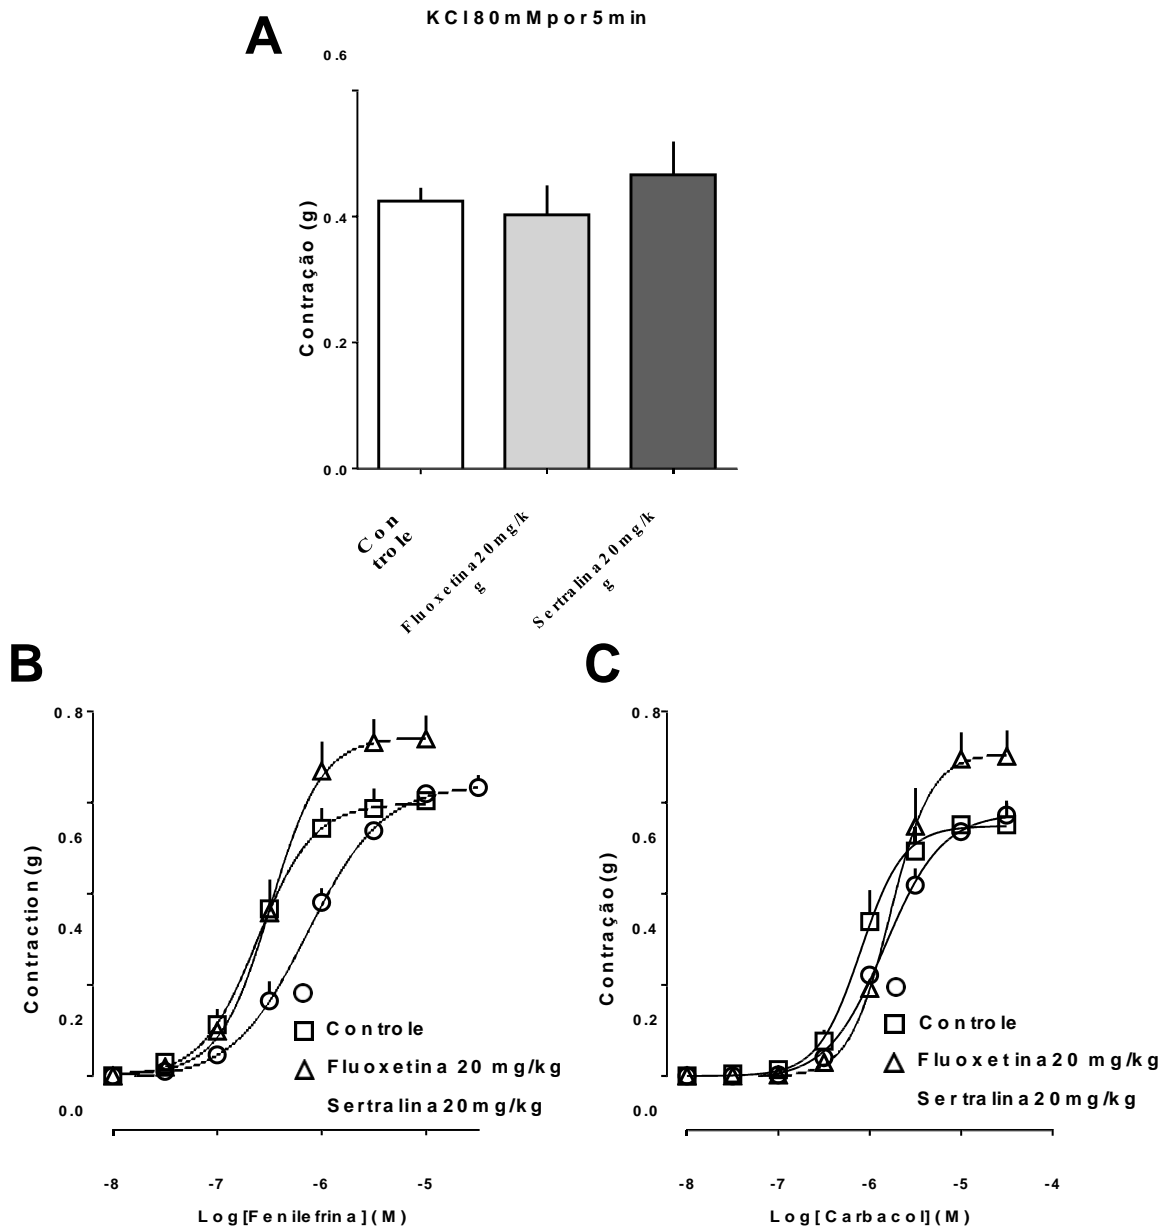 A
KCl 80 mM por 5 min
0.6
0.4
0.2
0.0
Contração (g)
Con
trole
Fluoxetina 20 mg/k
g
Sertralina 20 mg/k
g
B
0.8
0.6
0.4
0.2
0.0
Contraction (g)
Controle
Fluoxetina 20 mg/kg
Sertralina 20 mg/kg
-8 -7 -6 -5
Log [Fenilefrina] (M)
C
0.8
0.6
0.4
0.2
0.0
Contração (g)
Controle
Fluoxetina 20 mg/kg
Sertralina 20 mg/kg
-8 -7 -6 -5 -4
Log [Carbacol] (M)